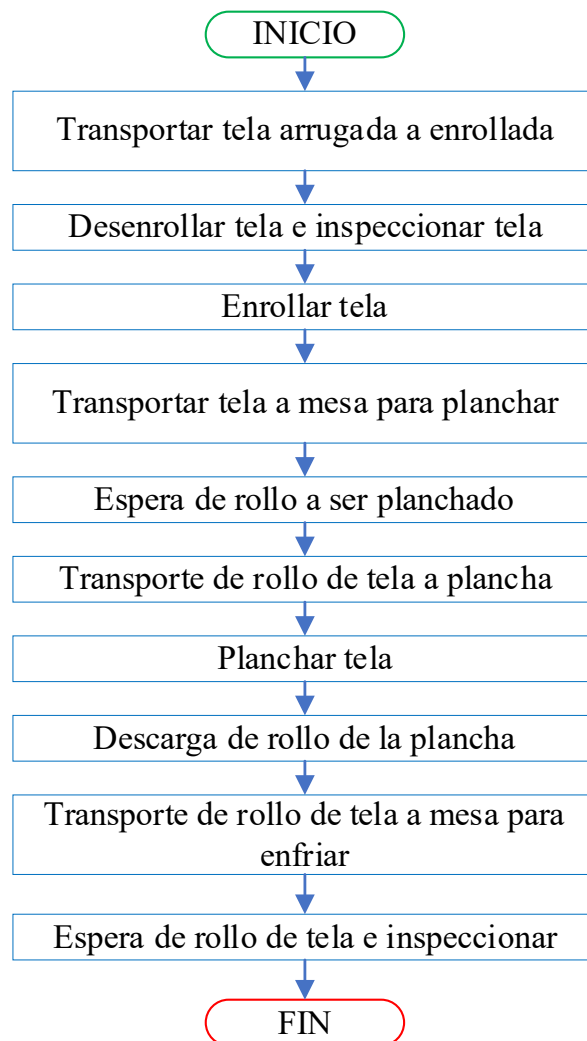 INICIO
Transportar tela arrugada a enrollada
Desenrollar tela e inspeccionar tela
Enrollar tela
Transportar tela a mesa para planchar
Espera de rollo a ser planchado
Transporte de rollo de tela a plancha
Planchar tela
Descarga de rollo de la plancha
Transporte de rollo de tela a mesa para
enfriar
Espera de rollo de tela e inspeccionar
FIN